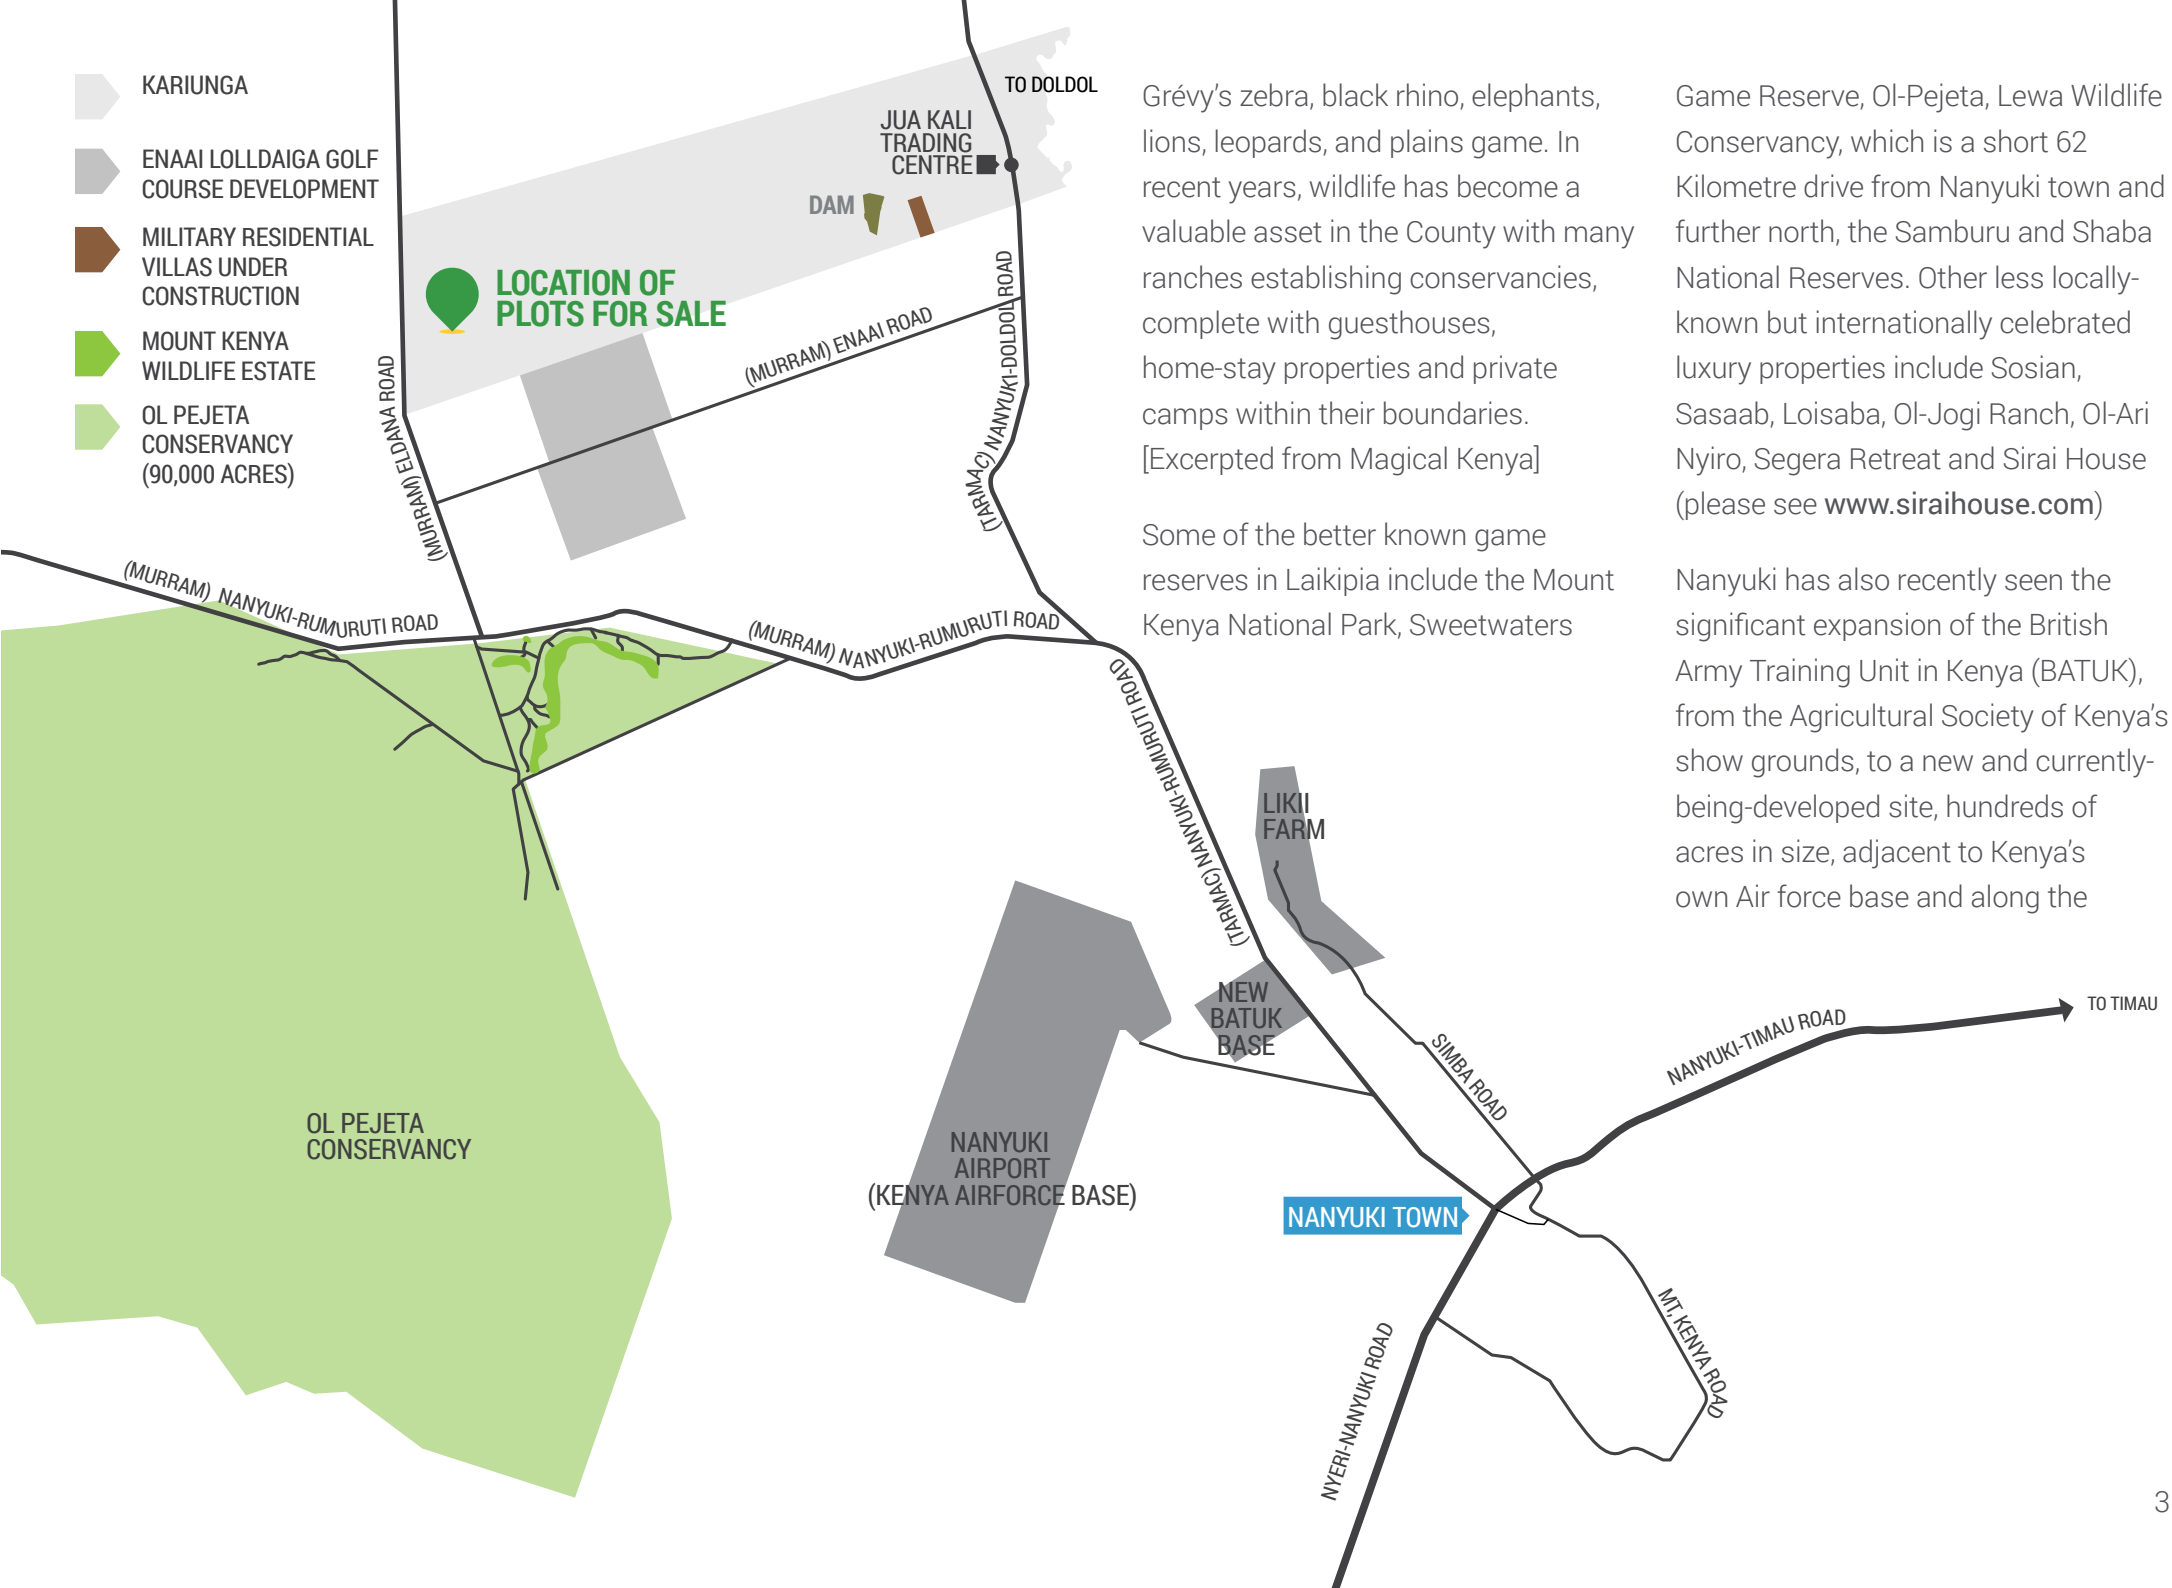 KARIUNGA
ENAAI LOLLDAIGA GOLF
COURSE DEVELOPMENT
MILITARY RESIDENTIAL
VILLAS UNDER
CONSTRUCTION
MOUNT KENYA
WILDLIFE ESTATE
OL PEJETA
CONSERVANCY
(90,000 ACRES)
TO DOLDOL
JUA KALI
TRADING
CENTRE
DAM
LOCATION OF
PLOTS FOR SALE
(MURRAM) ENAAI ROAD
(MURRAM) ELDANA ROAD
(TARMAC) NANYUKI-DOLDOL ROAD
(MURRAM) NANYUKI-RUMURUTI ROAD
(MURRAM) NANYUKI-RUMURUTI ROAD
(TARMAC) NANYUKI-RUMURUTI ROAD
LIKII
FARM
NEW
BATUK
BASE
SIMBA ROAD
NANYUKI-TIMAU ROAD
TO TIMAU
OL PEJETA
CONSERVANCY
NANYUKI
AIRPORT
(KENYA AIRFORCE BASE)
NANYUKI TOWN
MT, KENYA ROAD
NYERI-NANYUKI ROAD
Grévy’s zebra, black rhino, elephants,
lions, leopards, and plains game. In
recent years, wildlife has become a
valuable asset in the County with many
ranches establishing conservancies,
complete with guesthouses,
home-stay properties and private
camps within their boundaries.
[Excerpted from Magical Kenya]
Some of the better known game
reserves in Laikipia include the Mount
Kenya National Park, Sweetwaters
Game Reserve, Ol-Pejeta, Lewa Wildlife
Conservancy, which is a short 62
Kilometre drive from Nanyuki town and
further north, the Samburu and Shaba
National Reserves. Other less locally-
known but internationally celebrated
luxury properties include Sosian,
Sasaab, Loisaba, Ol-Jogi Ranch, Ol-Ari
Nyiro, Segera Retreat and Sirai House
(please see www.siraihouse.com)
Nanyuki has also recently seen the
significant expansion of the British
Army Training Unit in Kenya (BATUK),
from the Agricultural Society of Kenya’s
show grounds, to a new and currently-
being-developed site, hundreds of
acres in size, adjacent to Kenya’s
own Air force base and along the
3